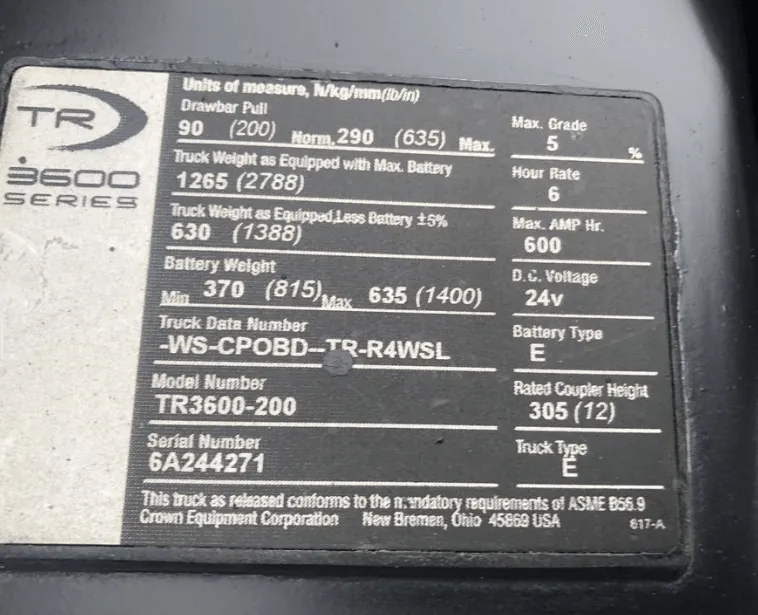 TR
3600
SERIES
Units of measure, N/kg/mm(lb/in)
Drawbar Pull
90 (200) Norm. 290 (635) Max.
Truck Weight as Equipped with Max. Battery
1265 (2788)
Truck Weight as Equipped,Less Battery ±5%
630 (1388)
Battery Weight
Min 370 (815) Max 635 (1400)
Truck Data Number
-WS-CPOBD--TR-R4WSL
Model Number
TR3600-200
Serial Number
6A244271
Max. Grade
5 %
Hour Rate
6
Max. AMP Hr.
600
D.C. Voltage
24v
Battery Type
E
Rated Coupler Height
305 (12)
Truck Type
E
This truck as released conforms to the mandatory requirements of ASME B56.9
Crown Equipment Corporation New Bremen, Ohio 45869 USA 617-A